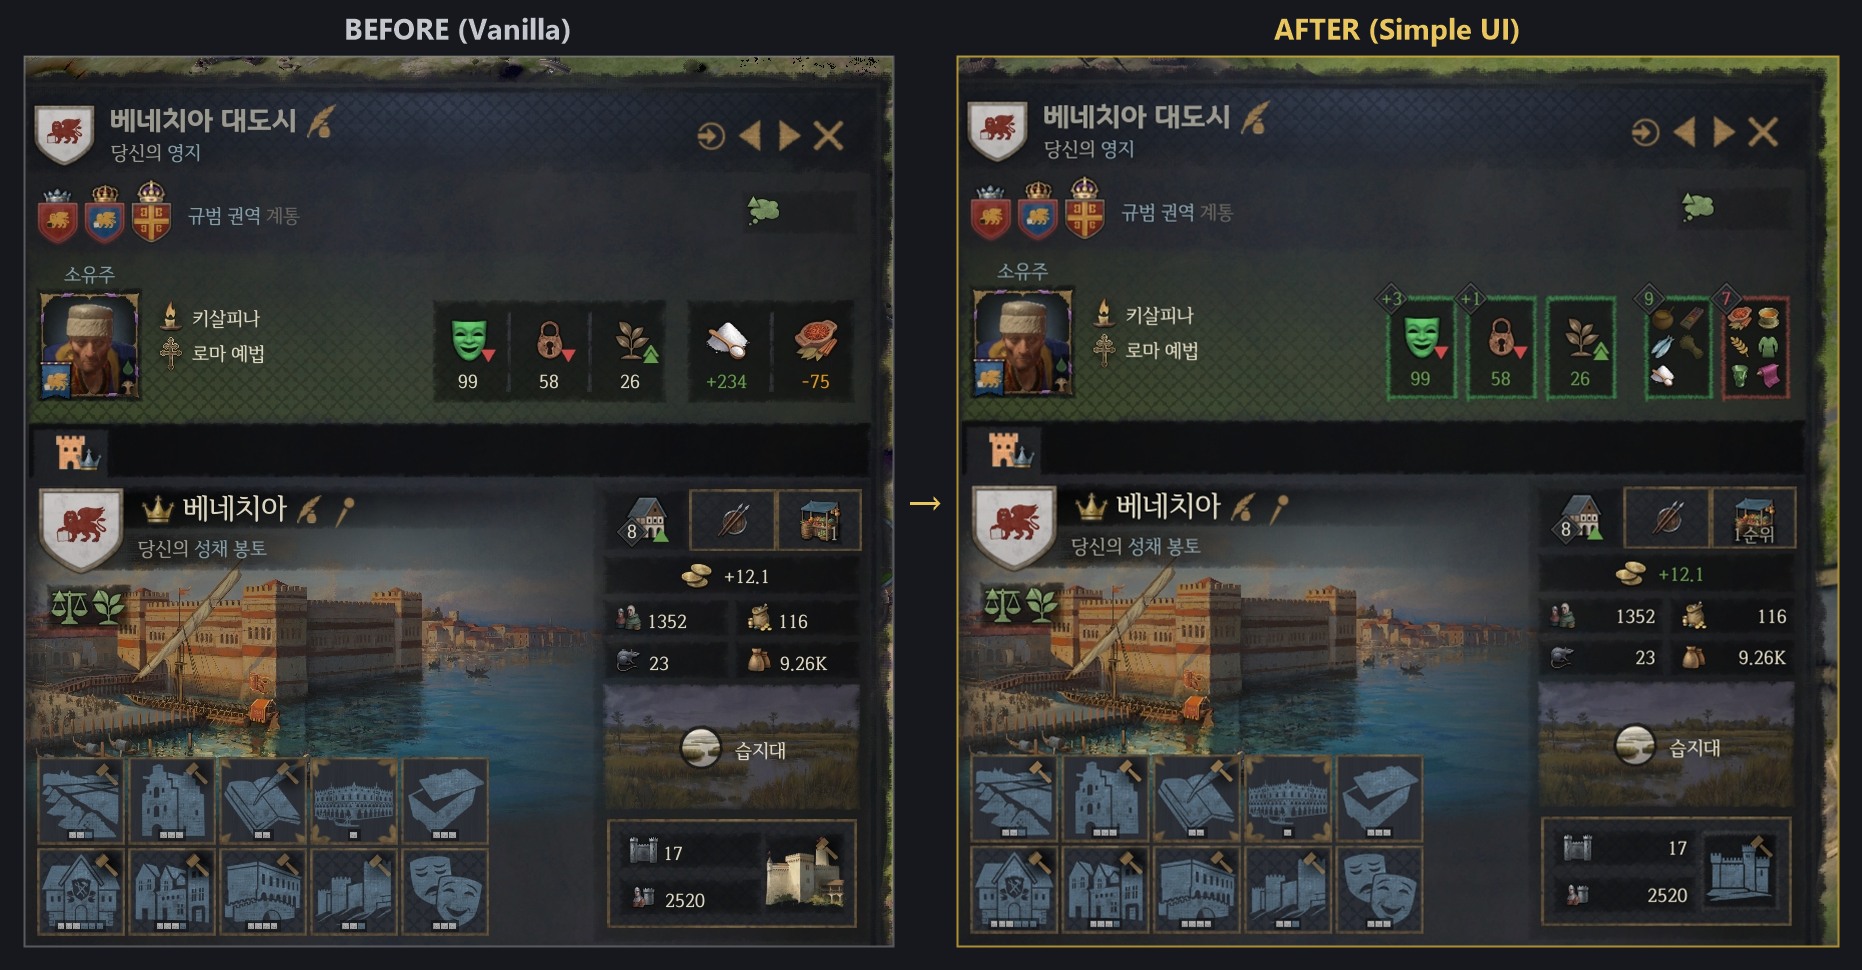 BEFORE (Vanilla)
베네치아 대도시
당신의 영지
규범 권역 계통
소유주
키살피나
로마 예법
99
58
26
+234
-75
베네치아
당신의 성채 봉토
8
1
+12.1
1352
116
23
9.26K
습지대
17
2520
→
AFTER (Simple UI)
베네치아 대도시
당신의 영지
규범 권역 계통
소유주
키살피나
로마 예법
+3
+1
9
7
99
58
26
베네치아
당신의 성채 봉토
8
1순위
+12.1
1352
116
23
9.26K
습지대
17
2520